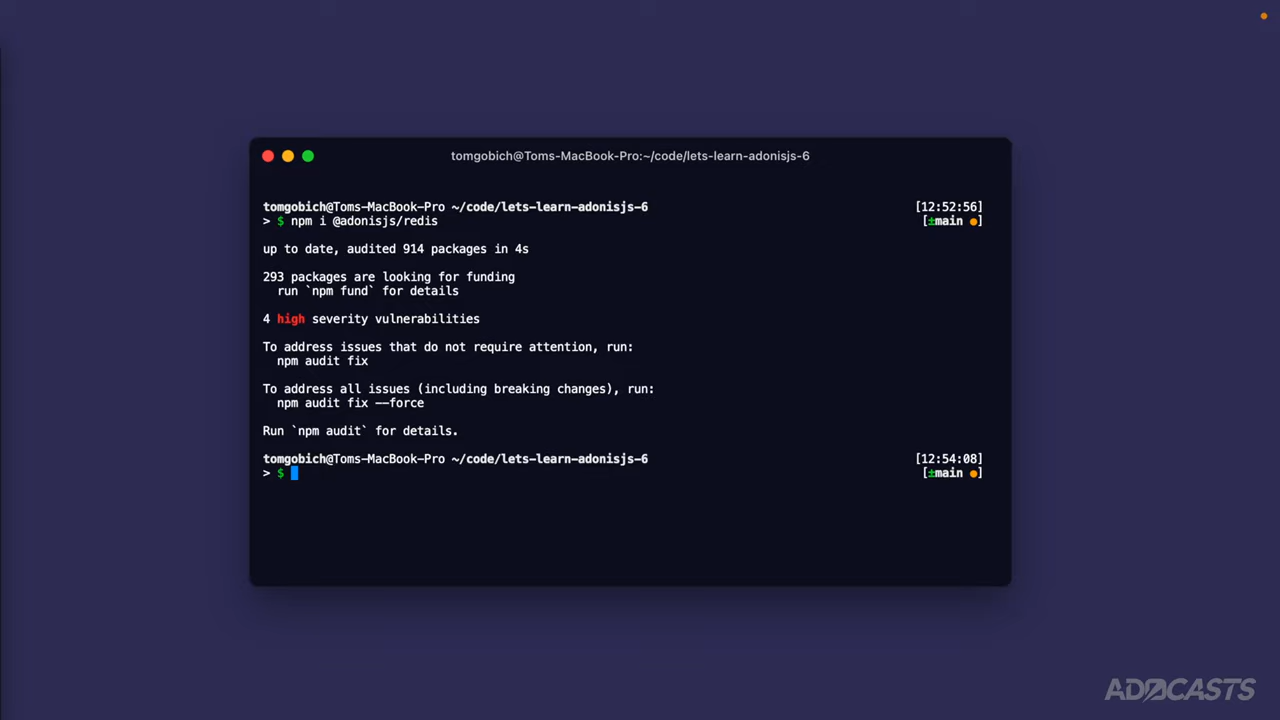 tomgobich@Toms-MacBook-Pro:~/code/lets-learn-adonisjs-6
tomgobich@Toms-MacBook-Pro ~/code/lets-learn-adonisjs-6 [12:52:56]
> $ npm i @adonisjs/redis [±main ●]
up to date, audited 914 packages in 4s
293 packages are looking for funding
run `npm fund` for details
4 high severity vulnerabilities
To address issues that do not require attention, run:
npm audit fix
To address all issues (including breaking changes), run:
npm audit fix --force
Run `npm audit` for details.
tomgobich@Toms-MacBook-Pro ~/code/lets-learn-adonisjs-6 [12:54:08]
> $ [±main ●]
ADOCASTS